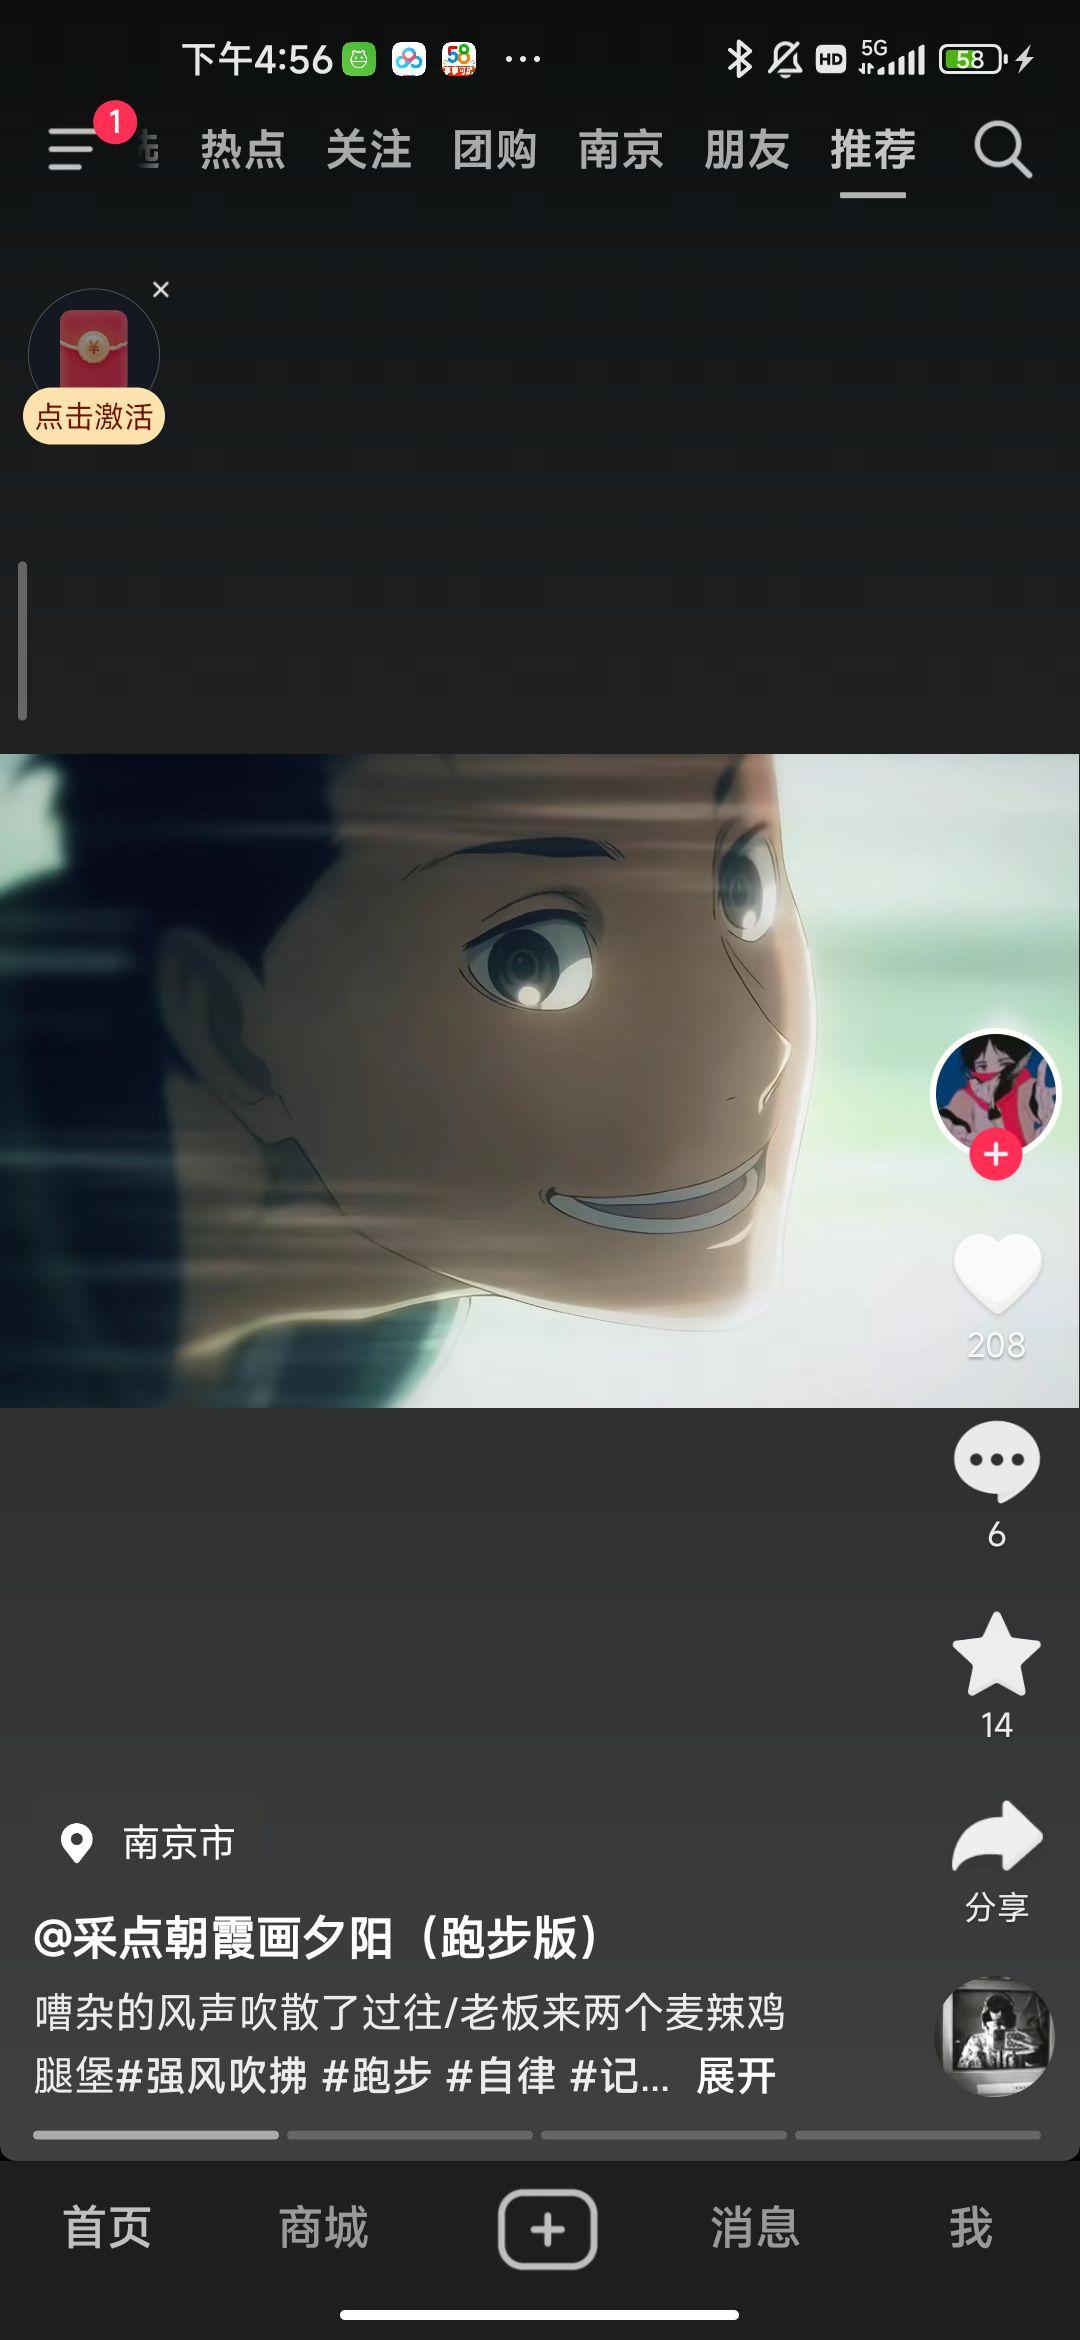 下午4:56
58
HD
5G
58
1
热点 关注 团购 南京 朋友 推荐
¥
点击激活
208
6
14
分享
南京市
@采点朝霞画夕阳（跑步版）
嘈杂的风声吹散了过往/老板来两个麦辣鸡
腿堡#强风吹拂 #跑步 #自律 #记... 展开
首页 商城 消息 我